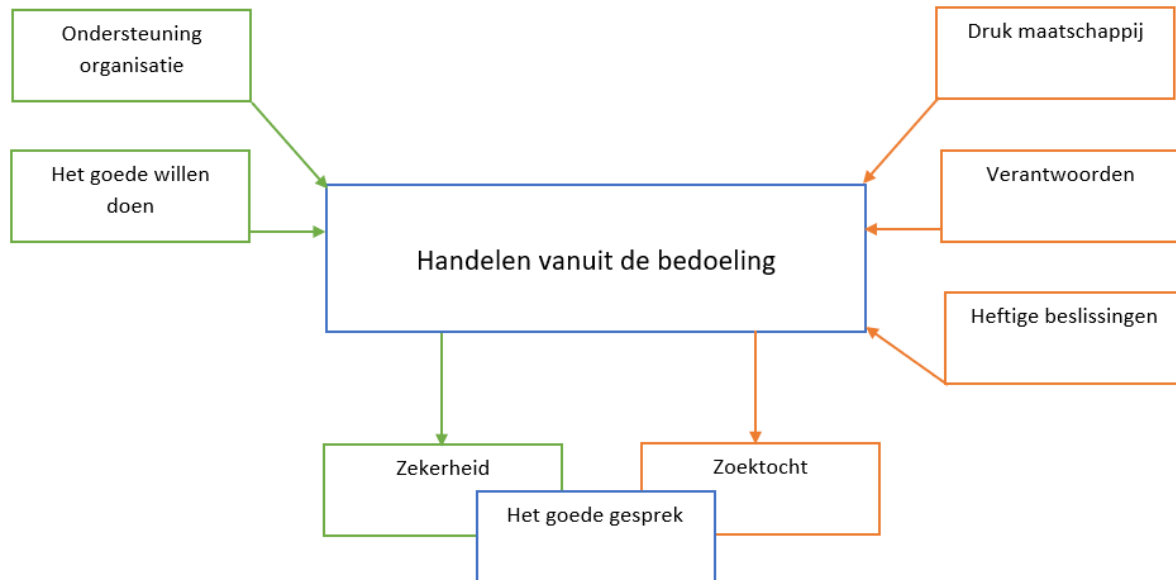 Ondersteuning
organisatie
Druk maatschappij
Het goede willen
doen
Verantwoorden
Handelen vanuit de bedoeling
Heftige beslissingen
Zekerheid
Zoektocht
Het goede gesprek